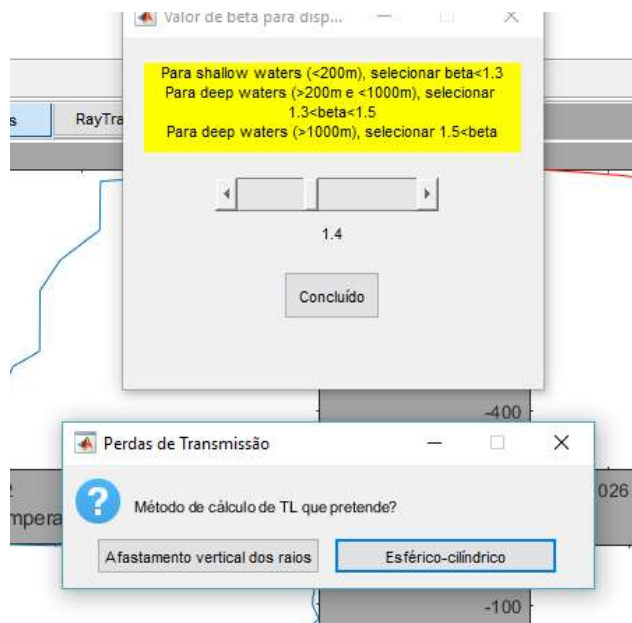 Valor de beta para disp...
Para shallow waters (<200m), selecionar beta<1.3
Para deep waters (>200m e <1000m), selecionar
1.3<beta<1.5
Para deep waters (>1000m), selecionar 1.5<beta
s
RayTra
1.4
Concluído
-400
Perdas de Transmissão
026
Método de cálculo de TL que pretende?
mpera
Afastamento vertical dos raios
Esférico-cilíndrico
-100